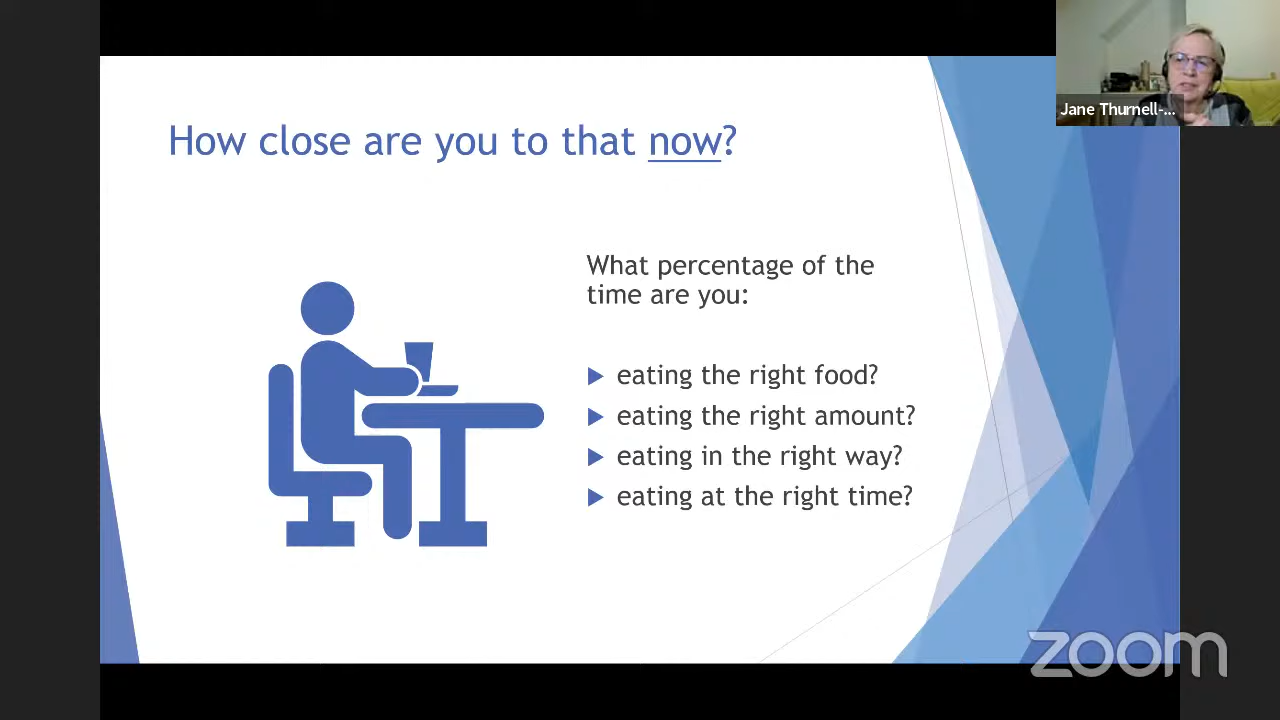 How close are you to that now?
What percentage of the
time are you:
eating the right food?
eating the right amount?
eating in the right way?
eating at the right time?
Jane Thurnell-...
zoom